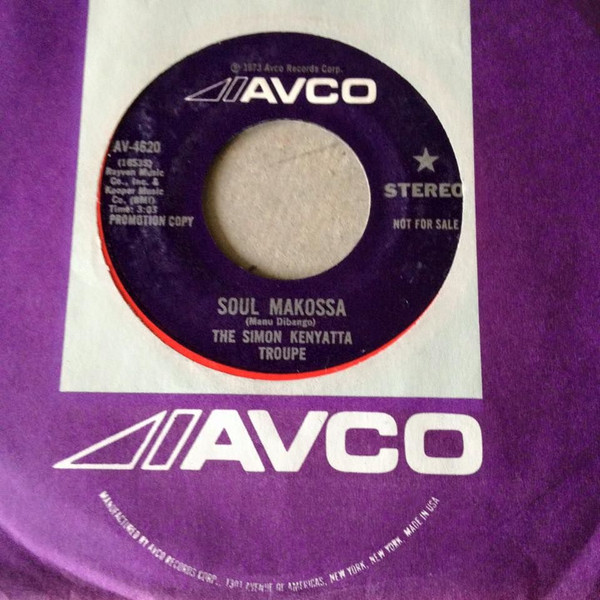 ℗ 1973 Avco Records Corp.
AVCO
AV-4620
Rayven Music
Co., Inc. &
Kooper Music
Co. (BMI)
Time: 3:03
PROMOTION COPY
STEREO
NOT FOR SALE
SOUL MAKOSSA
(Manu Dibango)
THE SIMON KENYATTA
TROUPE
AVCO
MANUFACTURED BY AVCO RECORDS CORP., 1301 AVENUE OF AMERICAS, NEW YORK, NEW YORK, MADE IN USA